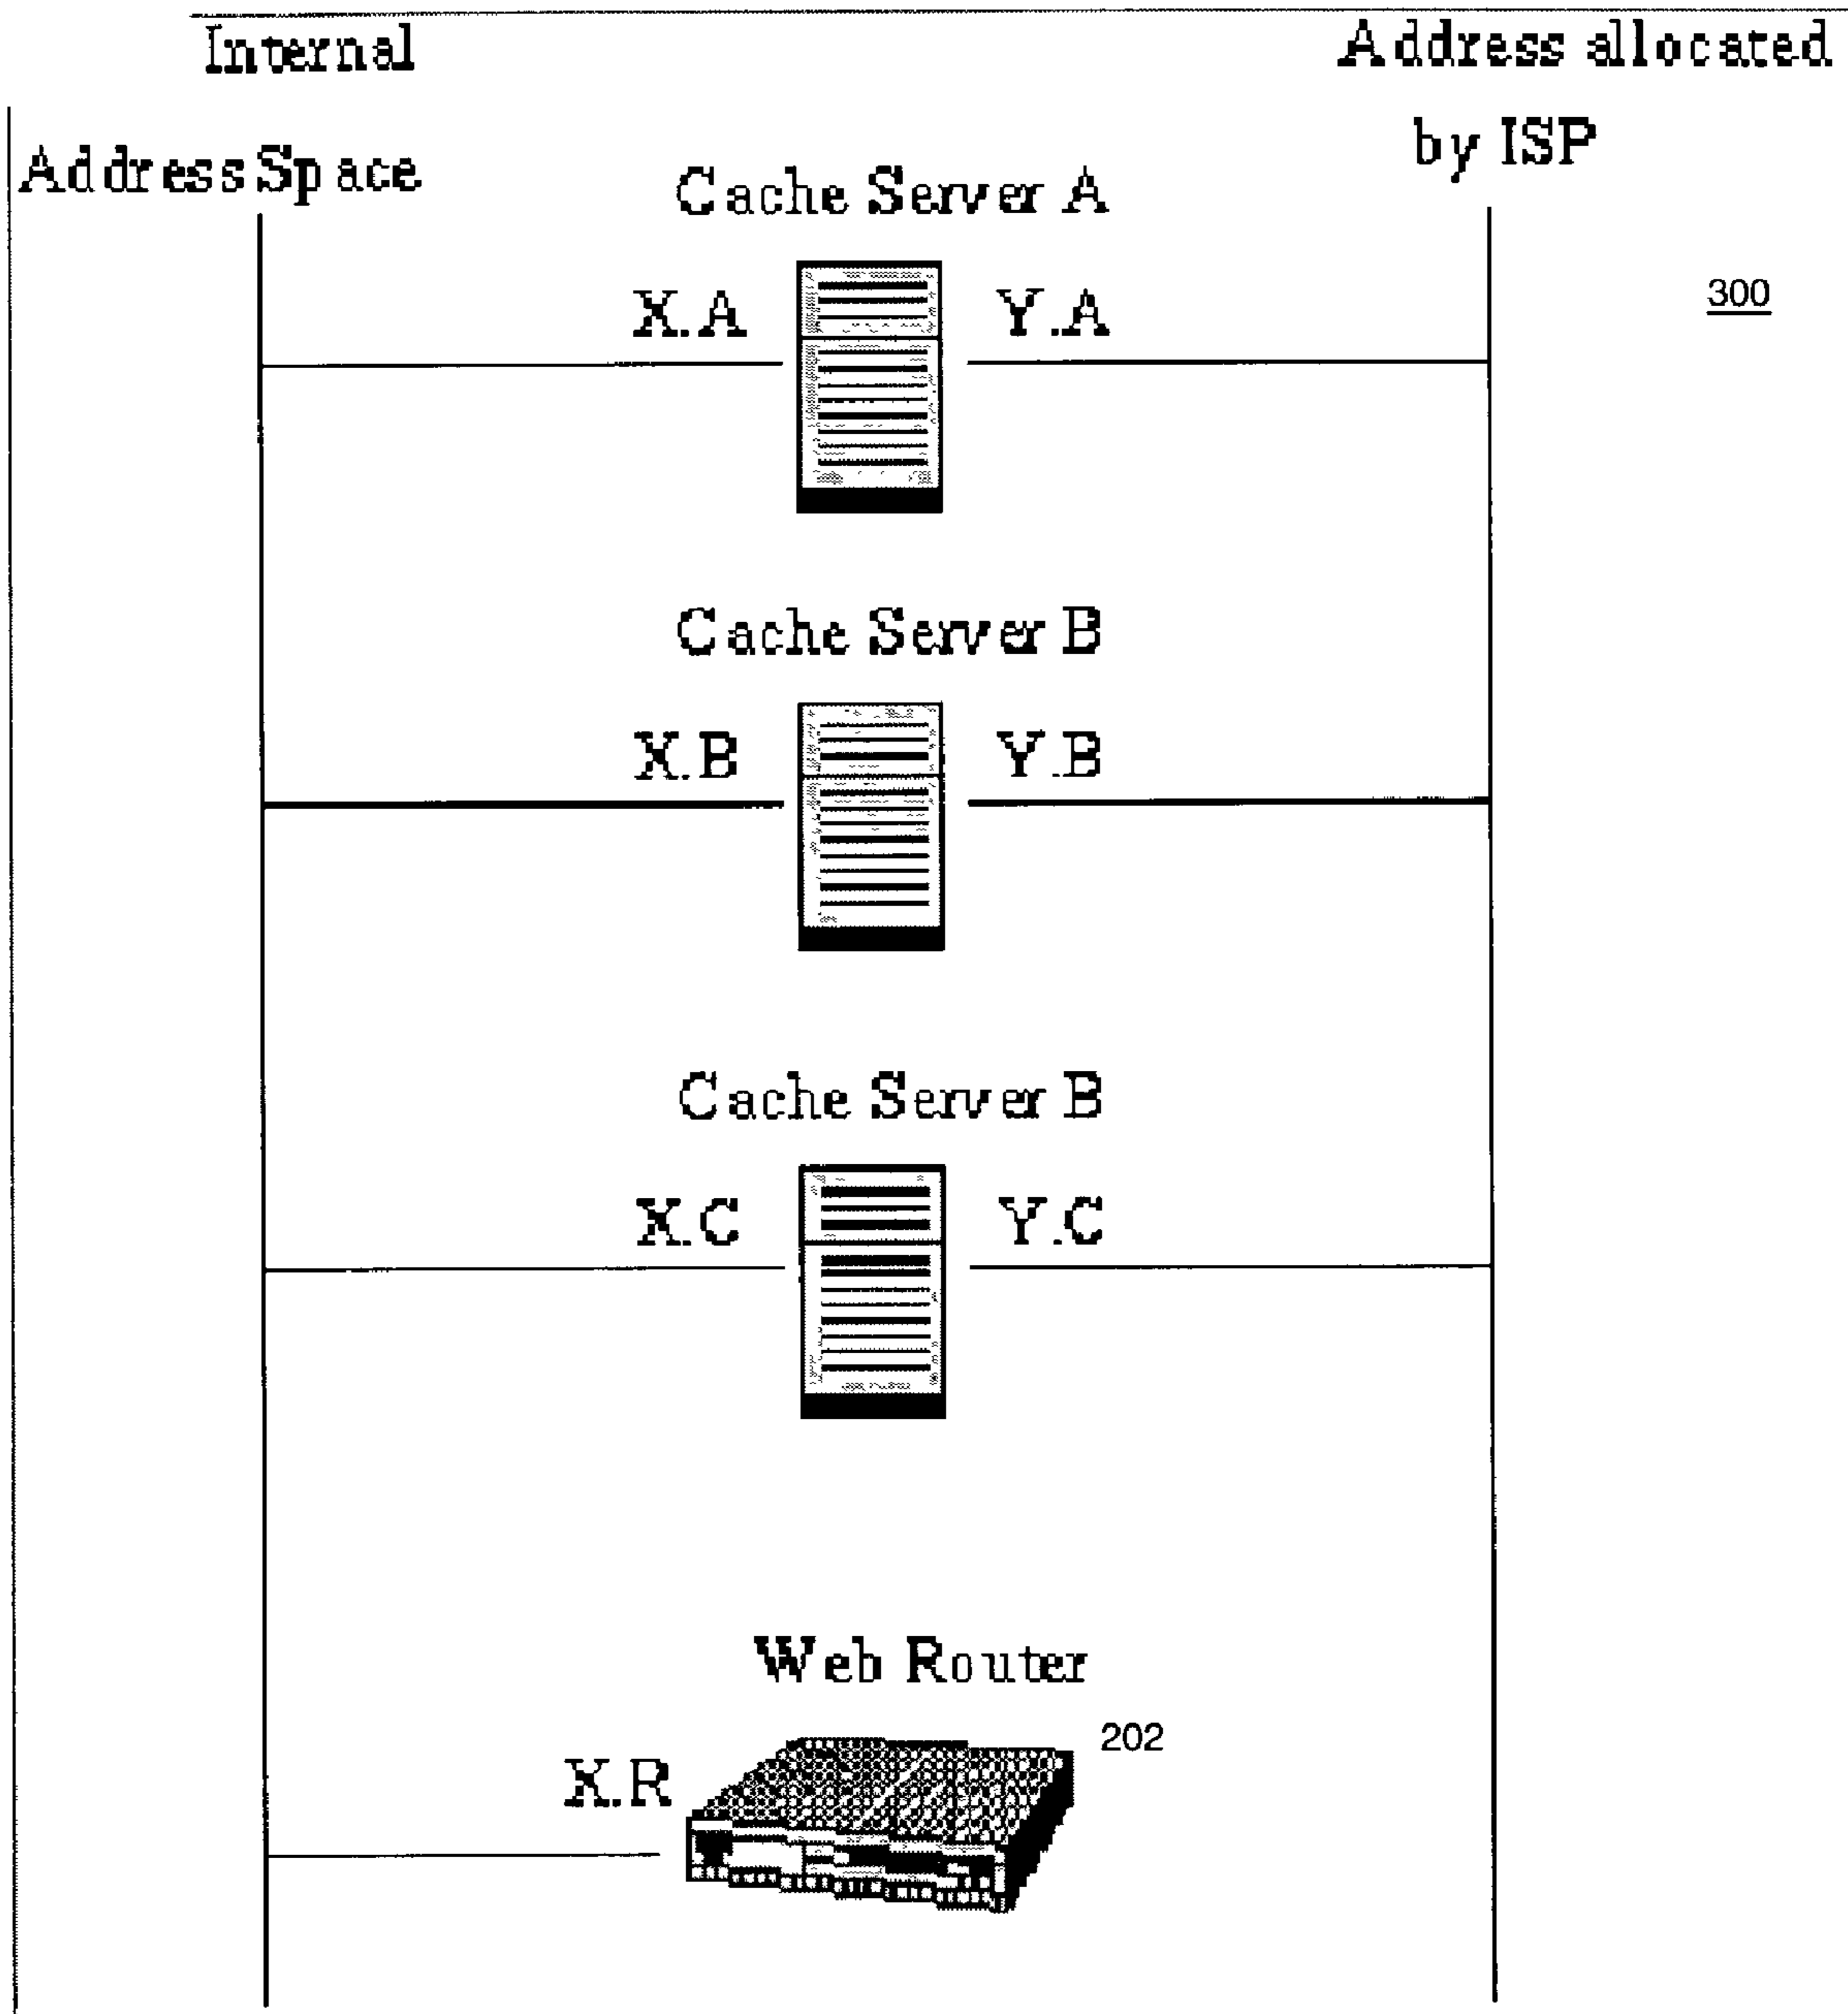 Internal
Address Space
Address allocated
by ISP
Cache Server A
X.A
Y.A
300
Cache Server B
X.B
Y.B
Cache Server B
X.C
Y.C
Web Router
202
X.R